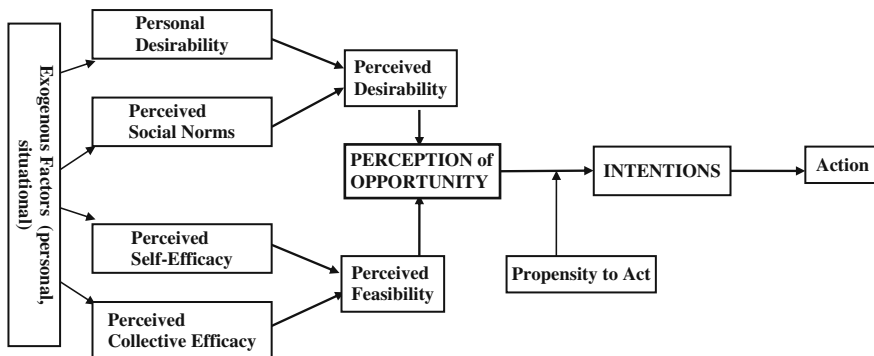 Exogenous Factors (personal,
situational)
Personal
Desirability
Perceived
Social Norms
Perceived
Self-Efficacy
Perceived
Collective Efficacy
Perceived
Desirability
Perceived
Feasibility
PERCEPTION of
OPPORTUNITY
Propensity to Act
INTENTIONS
Action